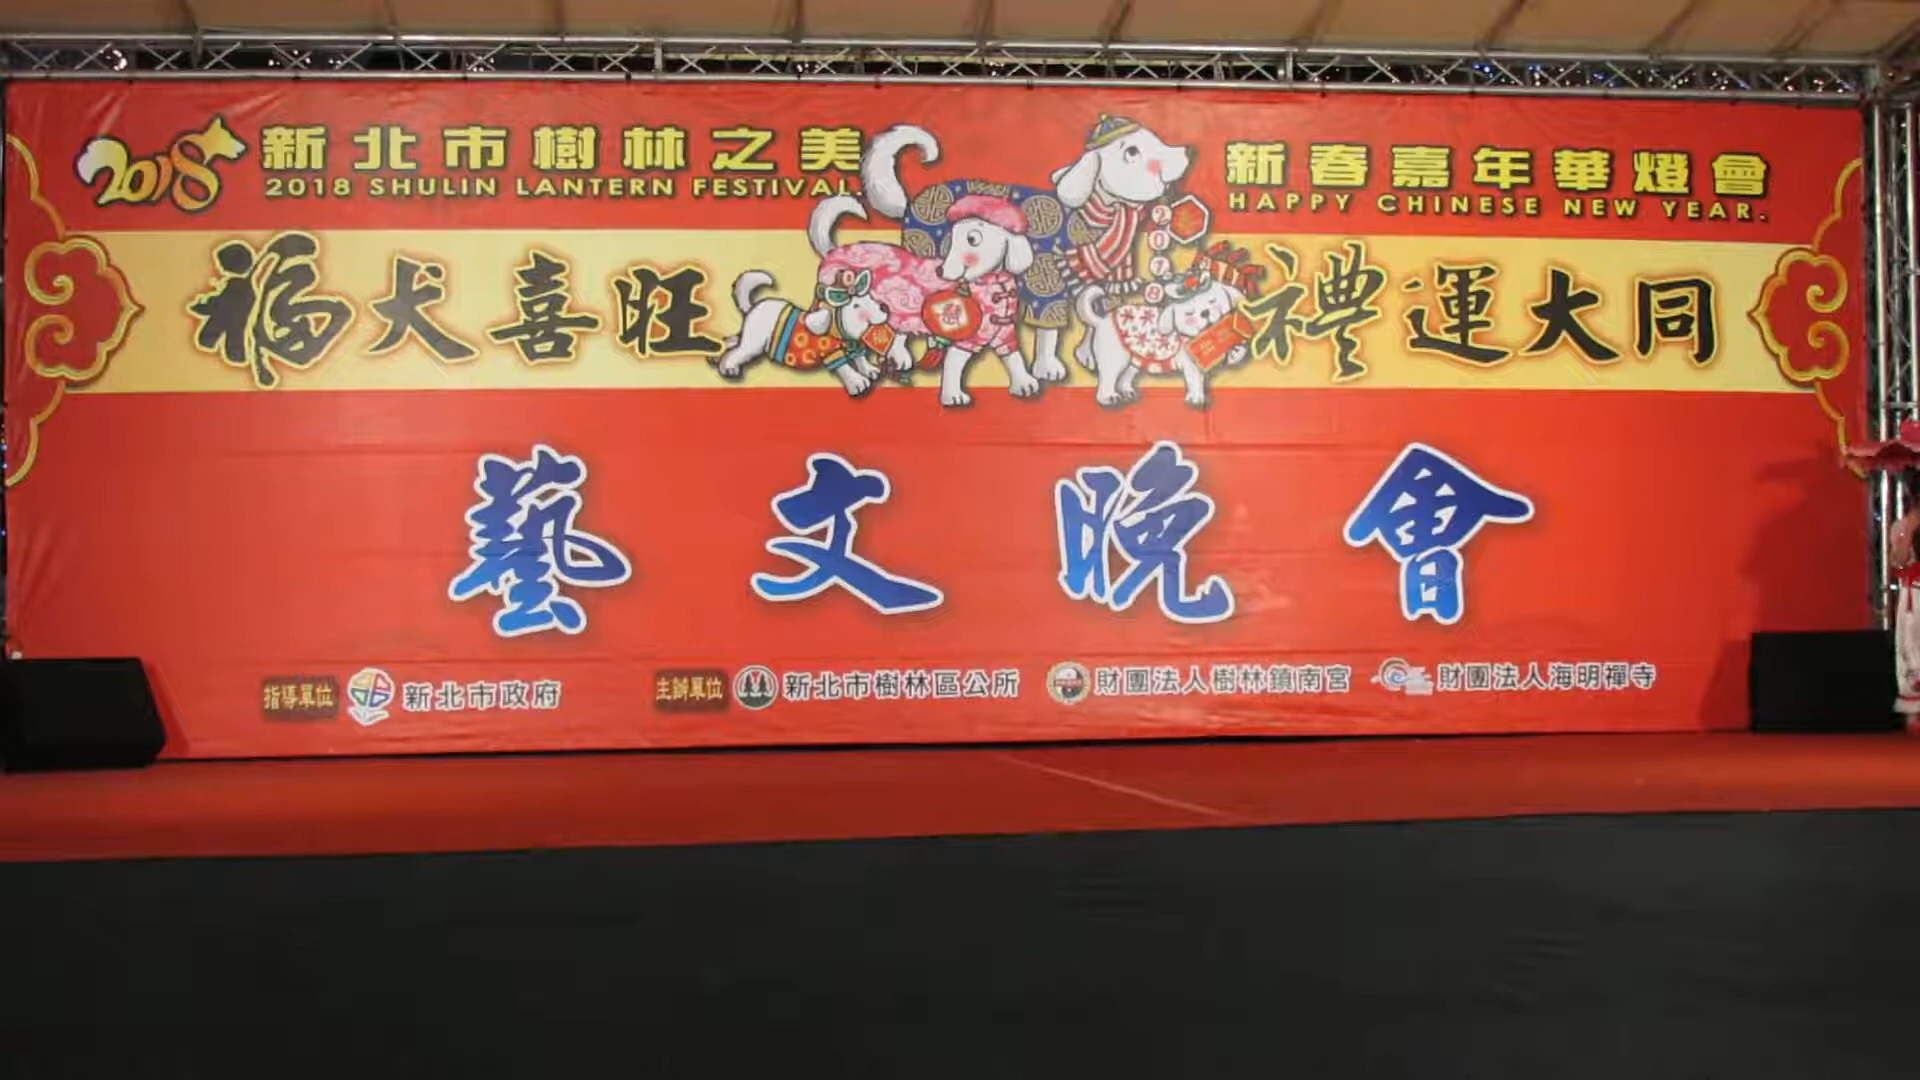 2018 新北市樹林之美 新春嘉年華燈會
2018 SHULIN LANTERN FESTIVAL. HAPPY CHINESE NEW YEAR.
福犬喜旺 禮運大同
2018
藝文晚會
指導單位 新北市政府 主辦單位 新北市樹林區公所 財團法人樹林鎮南宮 財團法人海明禪寺